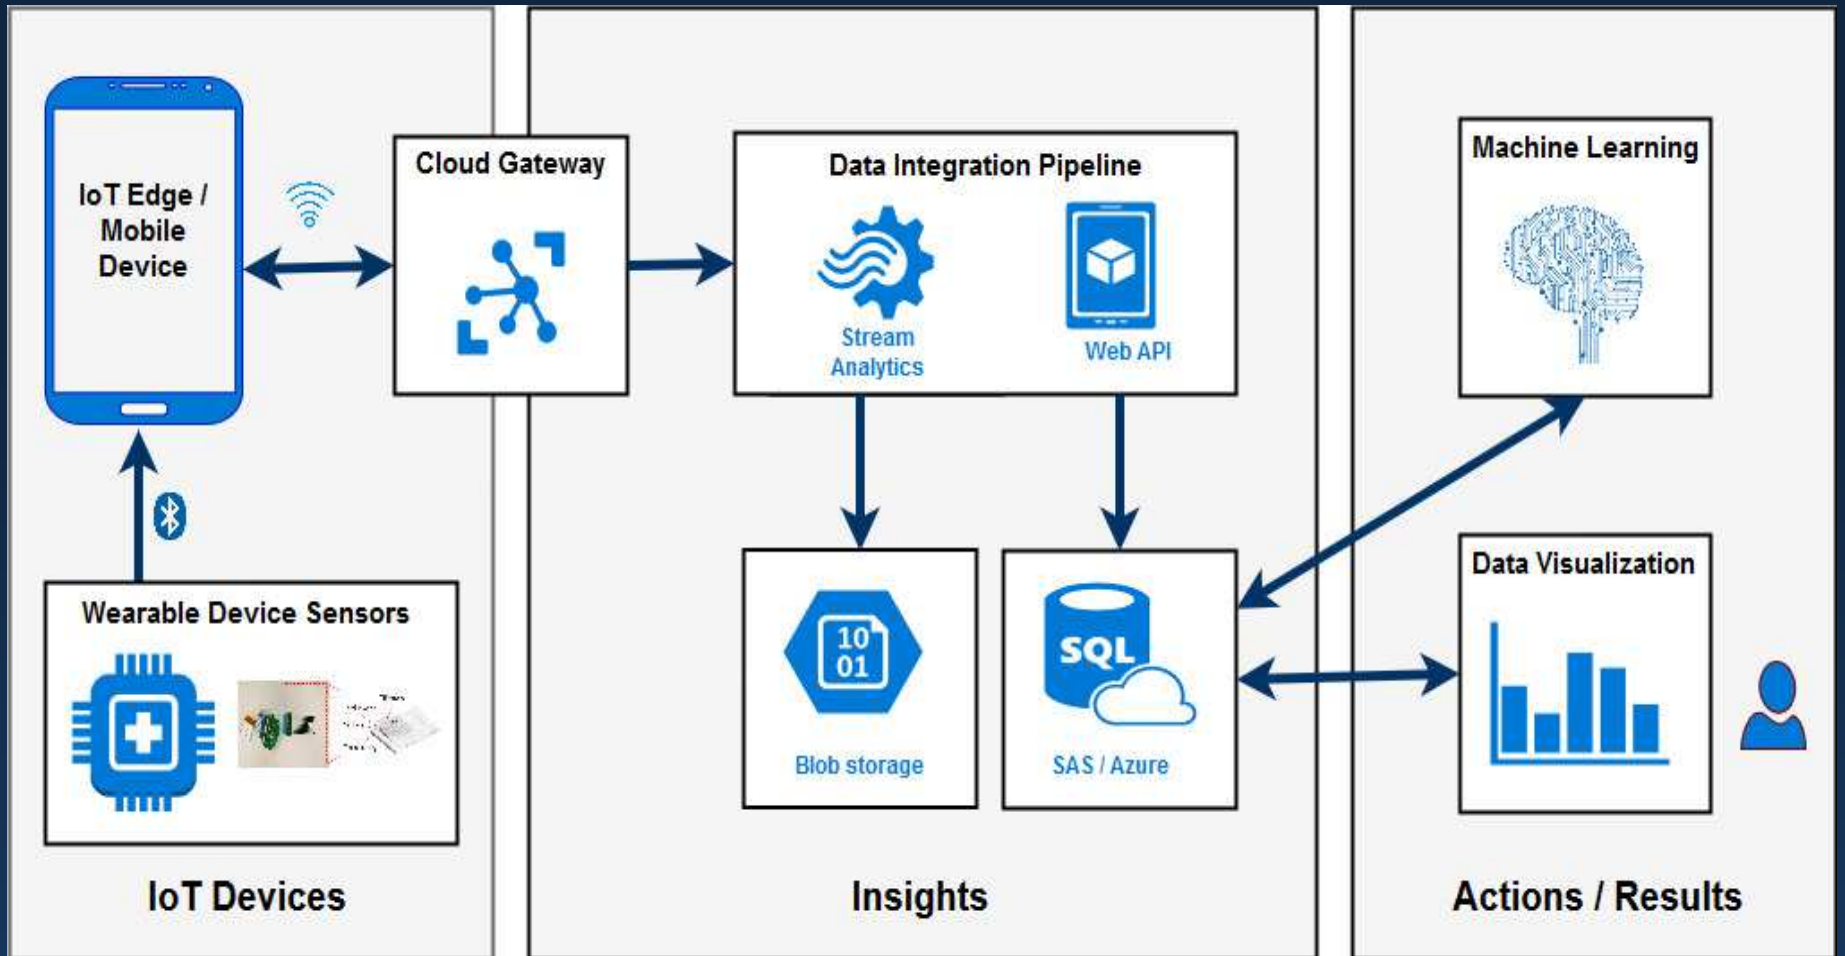 IoT Edge /
Mobile
Device
Wearable Device Sensors
IoT Devices
Cloud Gateway
Data Integration Pipeline
Stream
Analytics
Web API
10
01
Blob storage
SQL
SAS / Azure
Insights
Machine Learning
Data Visualization
Actions / Results